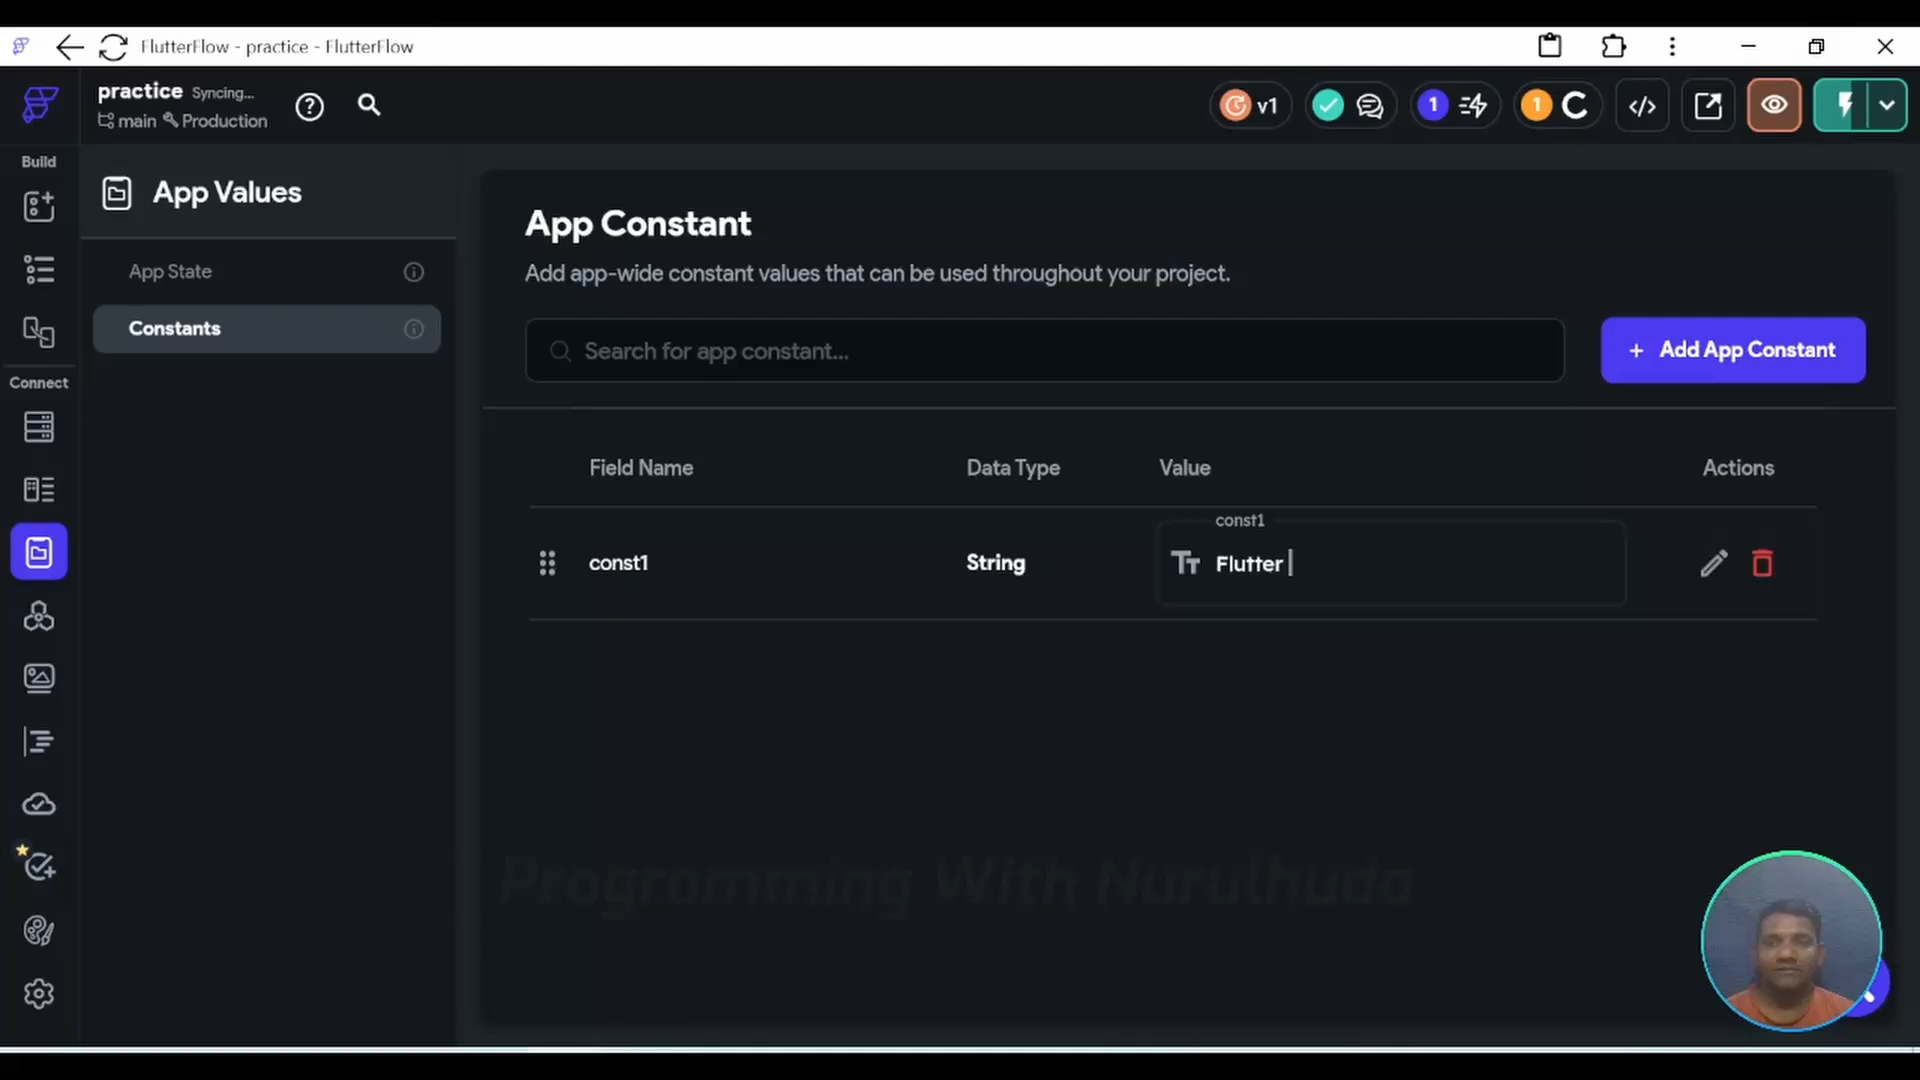 FlutterFlow - practice - FlutterFlow
practice Syncing...
main Production
v1
1
1
Build
Connect
App Values
App State
Constants
App Constant
Add app-wide constant values that can be used throughout your project.
Search for app constant...
+ Add App Constant
Field Name Data Type Value Actions
const1
const1 String Tт Flutter
Programming With Nurulhuda